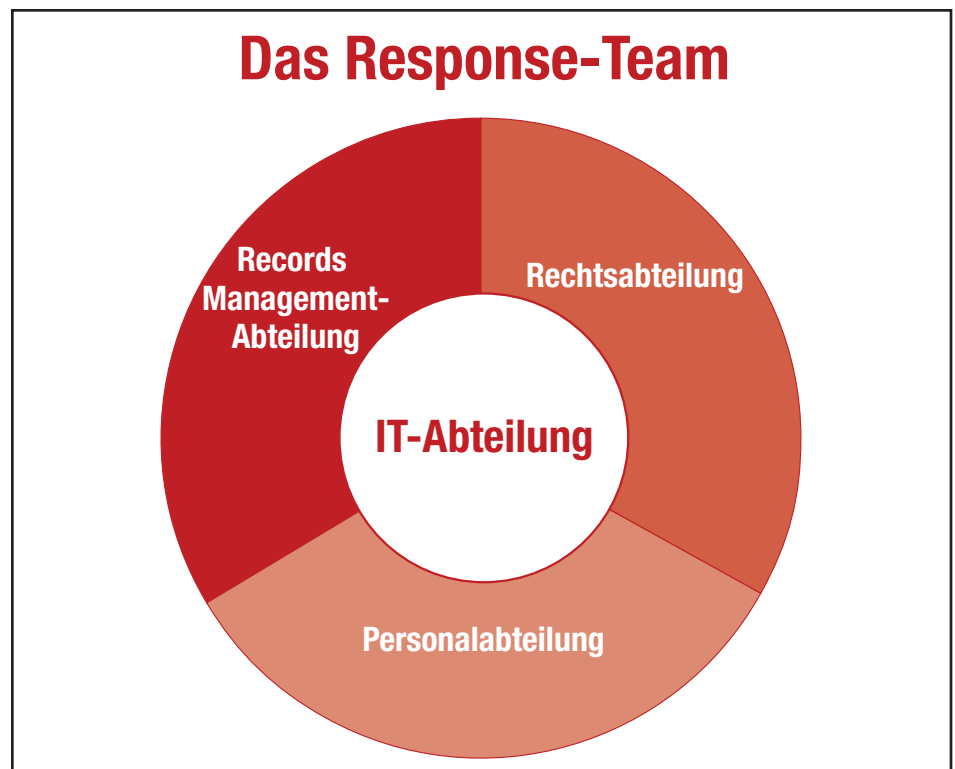 Das Response-Team
Records
Management-
Abteilung
Rechtsabteilung
IT-Abteilung
Personalabteilung